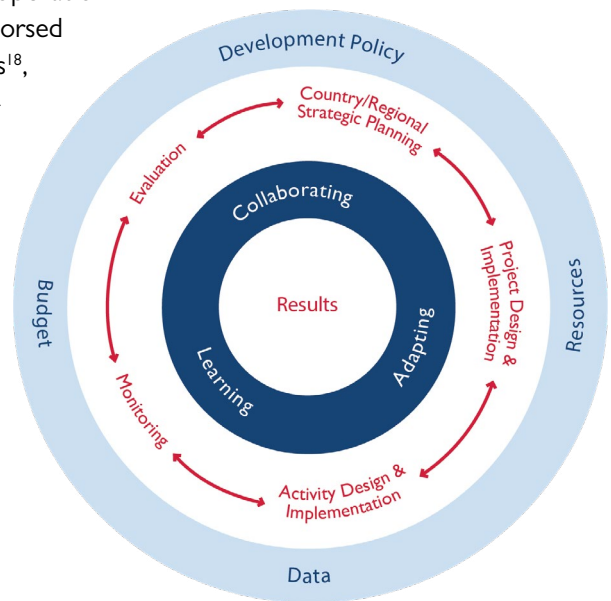 orsed
s¹⁸,
Development Policy
Country/Regional
Strategic Planning
Evaluation
Collaborating
Project Design &
Implementation
Budget
Results
Resources
Adapting
Learning
Monitoring
Activity Design &
Implementation
Data